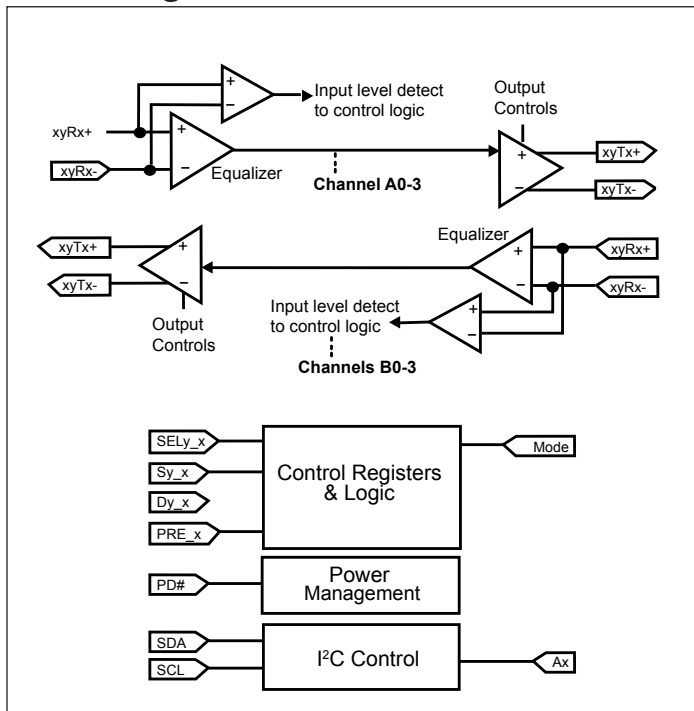 Input level detect
to control logic
Output
Controls
+
−
xyRx+
xyRx-
+
−
Equalizer
Channel A0-3
+
−
xyTx+
xyTx-
xyTx+
xyTx-
+
−
Output
Controls
Equalizer
+
−
xyRx+
xyRx-
Input level detect
to control logic
+
−
Channels B0-3
SELy_x
Sy_x
Dy_x
PRE_x
Control Registers
& Logic
Mode
PD#
Power
Management
SDA
SCL
I²C Control
Ax